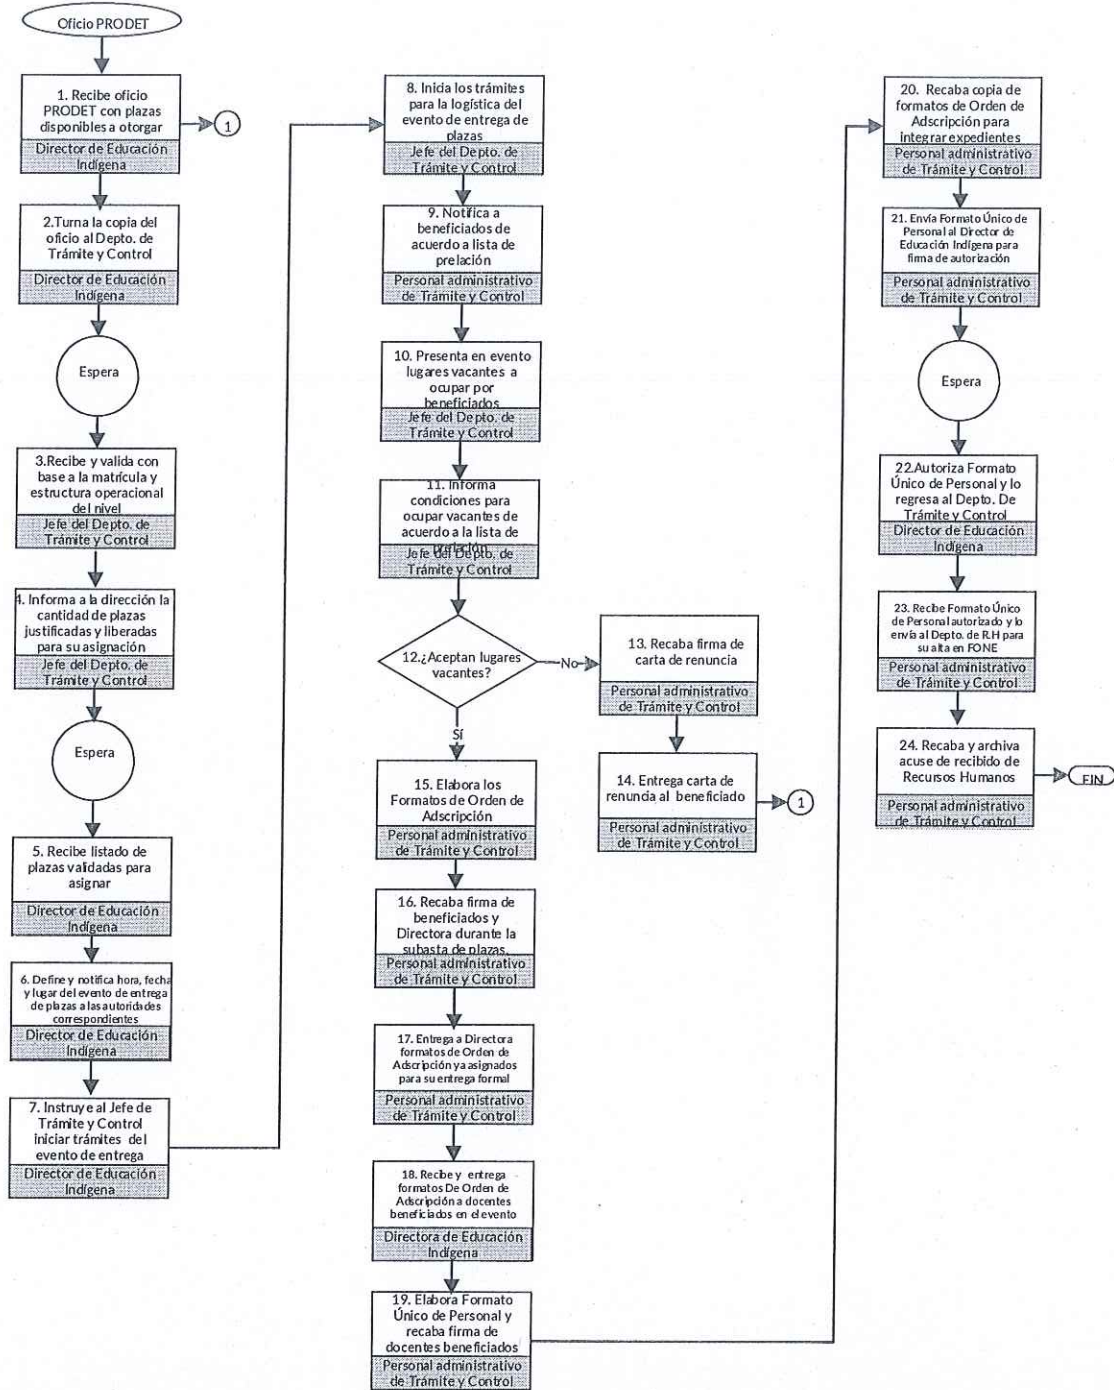 Oficio PRODET
1. Recibe oficio
PRODET con plazas
disponibles a otorgar
Director de Educación
Indígena
1
2.Turna la copia del
oficio al Depto. de
Trámite y Control
Director de Educación
Indígena
Espera
3.Recibe y valida con
base a la matrícula y
estructura operacional
del nivel
Jefe del Depto. de
Trámite y Control
4. Informa a la dirección la
cantidad de plazas
justificadas y liberadas
para su asignación
Jefe del Depto. de
Trámite y Control
Espera
5. Recibe listado de
plazas validadas para
asignar
Director de Educación
Indígena
6. Define y notifica hora, fecha
y lugar del evento de entrega
de plazas a las autoridades
correspondientes
Director de Educación
Indígena
7. Instruye al Jefe de
Trámite y Control
iniciar trámites del
evento de entrega
Director de Educación
Indígena
8. Inicia los trámites
para la logística del
evento de entrega de
plazas
Jefe del Depto. de
Trámite y Control
9. Notifica a
beneficiados de
acuerdo a lista de
prelación
Personal administrativo
de Trámite y Control
10. Presenta en evento
lugares vacantes a
ocupar por
beneficiados
Jefe del Depto. de
Trámite y Control
11. Informa
condiciones para
ocupar vacantes de
acuerdo a la lista de
prelación
Jefe del Depto. de
Trámite y Control
12.¿Aceptan lugares
vacantes?
No
Sí
13. Recaba firma de
carta de renuncia
Personal administrativo
de Trámite y Control
14. Entrega carta de
renuncia al beneficiado
Personal administrativo
de Trámite y Control
1
15. Elabora los
Formatos de Orden de
Adscripción
Personal administrativo
de Trámite y Control
16. Recaba firma de
beneficiados y
Directora durante la
subasta de plazas.
Personal administrativo
de Trámite y Control
17. Entrega a Directora
formatos de Orden de
Adscripción ya asignados
para su entrega formal
Personal administrativo
de Trámite y Control
18. Recibe y entrega
formatos De Orden de
Adscripción a docentes
beneficiados en el evento
Directora de Educación
Indígena
19. Elabora Formato
Único de Personal y
recaba firma de
docentes beneficiados
Personal administrativo
de Trámite y Control
20. Recaba copia de
formatos de Orden de
Adscripción para
integrar expedientes
Personal administrativo
de Trámite y Control
21. Envía Formato Único de
Personal al Director de
Educación Indígena para
firma de autorización
Personal administrativo
de Trámite y Control
Espera
22.Autoriza Formato
Único de Personal y lo
regresa al Depto. De
Trámite y Control
Director de Educación
Indígena
23. Recibe Formato Único
de Personal autorizado y lo
envía al Depto. de R.H para
su alta en FONE
Personal administrativo
de Trámite y Control
24. Recaba y archiva
acuse de recibido de
Recursos Humanos
Personal administrativo
de Trámite y Control
FIN